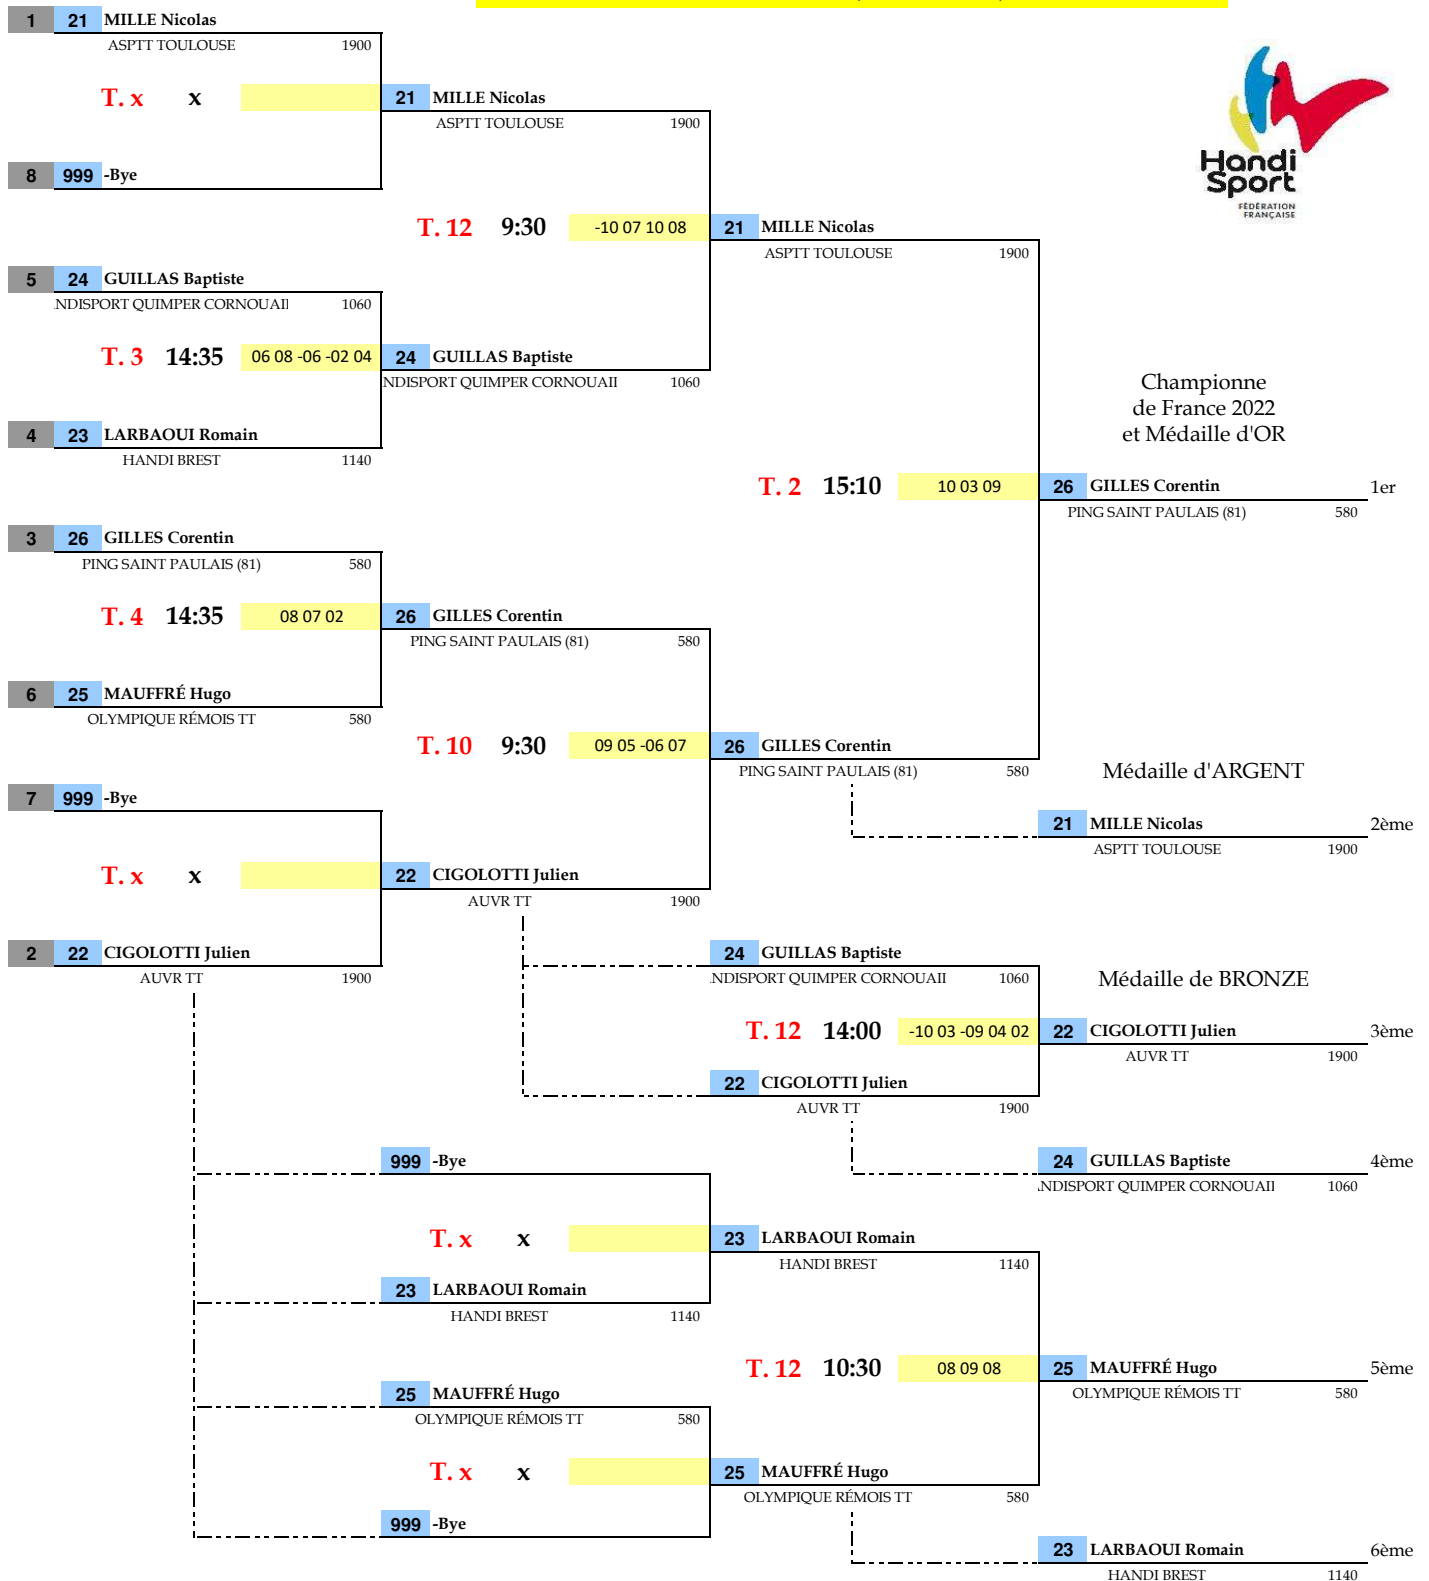 1 21 MILLE Nicolas
ASPTT TOULOUSE 1900
T. x x
21 MILLE Nicolas
ASPTT TOULOUSE 1900
8 999 -Bye
Handi
Sport
FÉDÉRATION
FRANÇAISE
T. 12 9:30 -10 07 10 08
21 MILLE Nicolas
ASPTT TOULOUSE 1900
5 24 GUILLAS Baptiste
NDISPORT QUIMPER CORNOUAII 1060
T. 3 14:35 06 08 -06 -02 04
24 GUILLAS Baptiste
NDISPORT QUIMPER CORNOUAII 1060
4 23 LARBAOUI Romain
HANDI BREST 1140
Championne
de France 2022
et Médaille d'OR
T. 2 15:10 10 03 09
26 GILLES Corentin 1er
PING SAINT PAULAIS (81) 580
3 26 GILLES Corentin
PING SAINT PAULAIS (81) 580
T. 4 14:35 08 07 02
26 GILLES Corentin
PING SAINT PAULAIS (81) 580
6 25 MAUFFRÉ Hugo
OLYMPIQUE RÉMOIS TT 580
T. 10 9:30 09 05 -06 07
26 GILLES Corentin
PING SAINT PAULAIS (81) 580
Médaille d'ARGENT
7 999 -Bye
21 MILLE Nicolas 2ème
ASPTT TOULOUSE 1900
T. x x
22 CIGOLOTTI Julien
AUVR TT 1900
2 22 CIGOLOTTI Julien
AUVR TT 1900
24 GUILLAS Baptiste
NDISPORT QUIMPER CORNOUAII 1060
Médaille de BRONZE
T. 12 14:00 -10 03 -09 04 02
22 CIGOLOTTI Julien 3ème
AUVR TT 1900
22 CIGOLOTTI Julien
AUVR TT 1900
999 -Bye
24 GUILLAS Baptiste 4ème
NDISPORT QUIMPER CORNOUAII 1060
T. x x
23 LARBAOUI Romain
HANDI BREST 1140
23 LARBAOUI Romain
HANDI BREST 1140
T. 12 10:30 08 09 08
25 MAUFFRÉ Hugo 5ème
OLYMPIQUE RÉMOIS TT 580
25 MAUFFRÉ Hugo
OLYMPIQUE RÉMOIS TT 580
T. x x
25 MAUFFRÉ Hugo
OLYMPIQUE RÉMOIS TT 580
999 -Bye
23 LARBAOUI Romain 6ème
HANDI BREST 1140